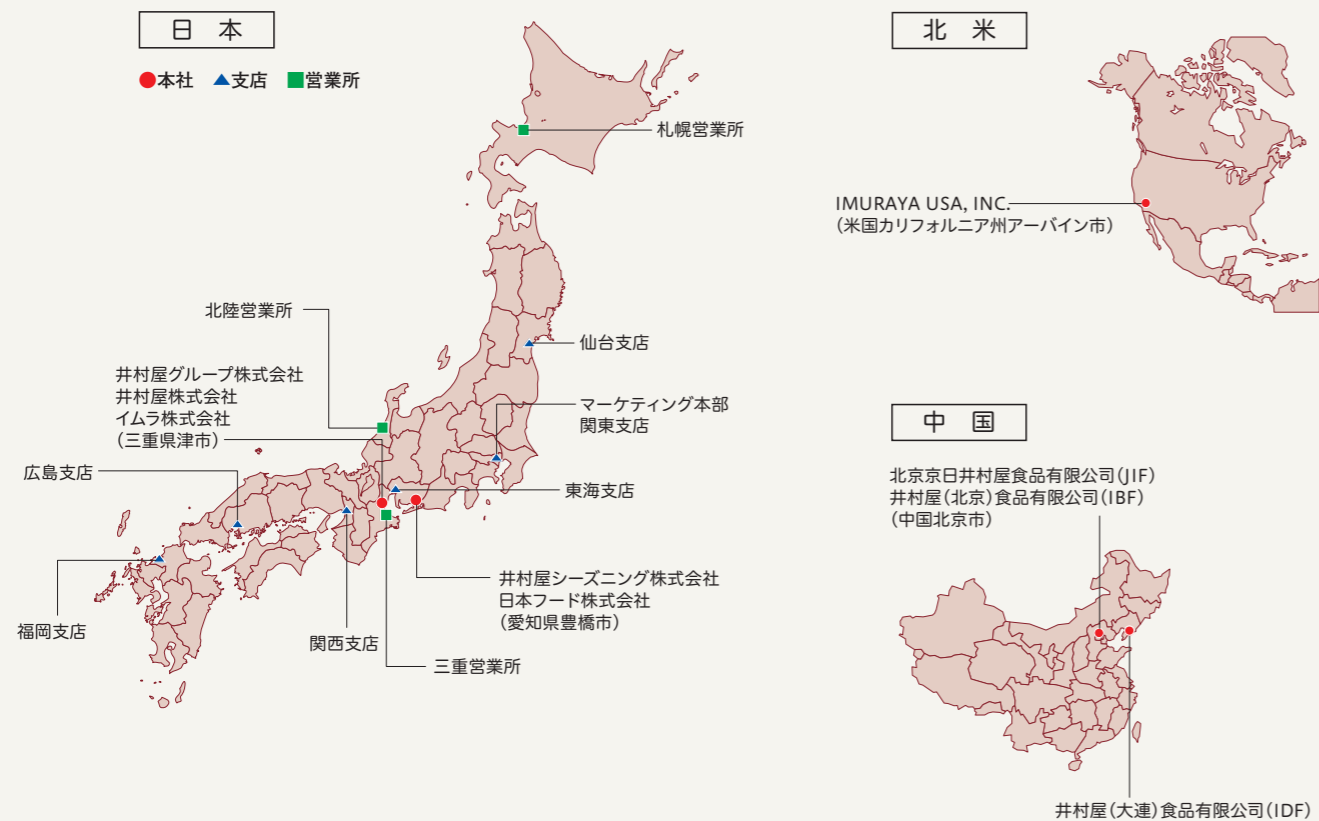 日本
●本社 ▲支店 ■営業所
札幌営業所
北陸営業所
仙台支店
井村屋グループ株式会社
井村屋株式会社
イムラ株式会社
（三重県津市）
マーケティング本部
関東支店
広島支店
東海支店
井村屋シーズニング株式会社
日本フード株式会社
（愛知県豊橋市）
福岡支店
関西支店
三重営業所
北米
IMURAYA USA, INC.
（米国カリフォルニア州アーバイン市）
中国
北京京日井村屋食品有限公司（JIF）
井村屋（北京）食品有限公司（IBF）
（中国北京市）
井村屋（大連）食品有限公司（IDF）